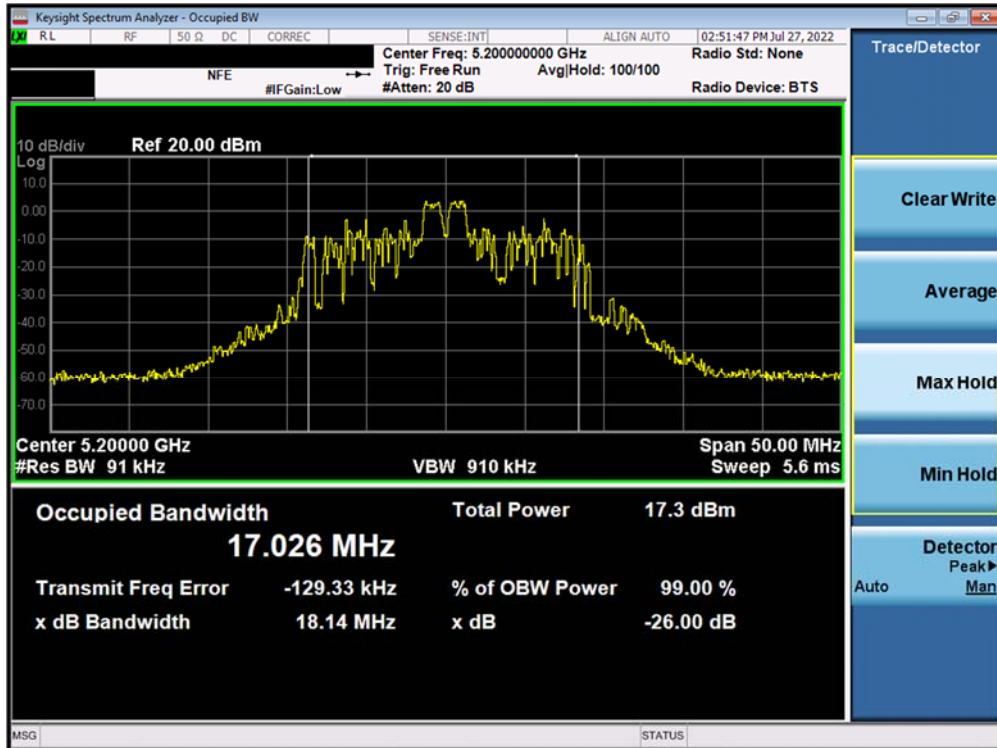 Keysight Spectrum Analyzer - Occupied BW
LXI RL RF 50 Ω DC CORREC SENSE:INT ALIGN AUTO 02:51:47 PM Jul 27, 2022
Center Freq: 5.200000000 GHz Radio Std: None
NFE Trig: Free Run Avg|Hold: 100/100
#IFGain:Low #Atten: 20 dB Radio Device: BTS
10 dB/div Ref 20.00 dBm
Log
10.0
0.00
-10.0
-20.0
-30.0
-40.0
-50.0
-60.0
-70.0
Center 5.20000 GHz Span 50.00 MHz
#Res BW 91 kHz VBW 910 kHz Sweep 5.6 ms
Occupied Bandwidth Total Power 17.3 dBm
17.026 MHz
Transmit Freq Error -129.33 kHz % of OBW Power 99.00 %
x dB Bandwidth 18.14 MHz x dB -26.00 dB
Trace/Detector
Clear Write
Average
Max Hold
Min Hold
Detector
Peak▶
Auto Man
MSG STATUS